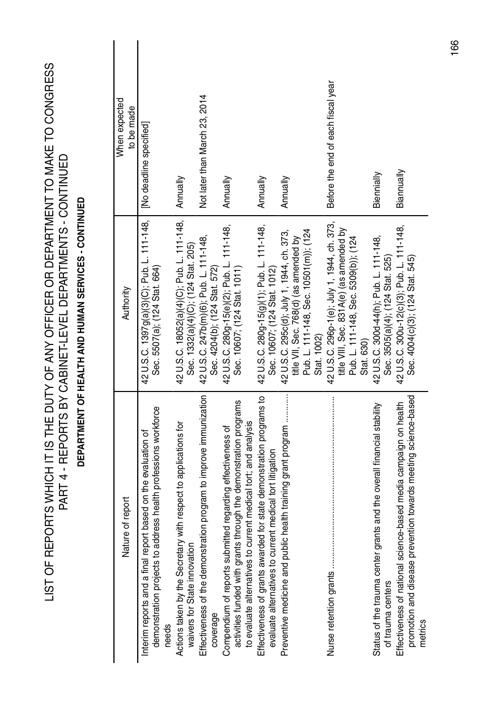 LIST OF REPORTS WHICH IT IS THE DUTY OF ANY OFFICER OR DEPARTMENT TO MAKE TO CONGRESS
PART 4 - REPORTS BY CABINET-LEVEL DEPARTMENTS - CONTINUED
DEPARTMENT OF HEALTH AND HUMAN SERVICES - CONTINUED
Nature of report
Authority
When expected
to be made
Interim reports and a final report based on the evaluation of
demonstration projects to address health professions workforce
needs
42 U.S.C. 1397g(a)(3)(C); Pub. L. 111-148,
Sec. 5507(a); (124 Stat. 664)
[No deadline specified]
Actions taken by the Secretary with respect to applications for
waivers for State innovation
42 U.S.C. 18052(a)(4)(C); Pub. L. 111-148,
Sec. 1332(a)(4)(C); (124 Stat. 205)
Annually
Effectiveness of the demonstration program to improve immunization
coverage
42 U.S.C. 247b(m)(6); Pub. L. 111-148,
Sec. 4204(b); (124 Stat. 572)
Not later than March 23, 2014
Compendium of reports submitted regarding effectiveness of
activities funded with grants through the demonstration programs
to evaluate alternatives to current medical tort; and analysis
42 U.S.C. 280g-15(e)(2); Pub. L. 111-148,
Sec. 10607; (124 Stat. 1011)
Annually
Effectiveness of grants awarded for state demonstration programs to
evaluate alternatives to current medical tort litigation
42 U.S.C. 280g-15(g)(1); Pub. L. 111-148,
Sec. 10607; (124 Stat. 1012)
Annually
Preventive medicine and public health training grant program ............
42 U.S.C. 295c(d); July 1, 1944, ch. 373,
title VII, Sec. 768(d) (as amended by
Pub. L. 111-148, Sec. 10501(m)); (124
Stat. 1002)
Annually
Nurse retention grants ................................................................
42 U.S.C. 296p-1(e); July 1, 1944, ch. 373,
title VIII, Sec. 831A(e) (as amended by
Pub. L. 111-148, Sec. 5309(b)); (124
Stat. 630)
Before the end of each fiscal year
Status of the trauma center grants and the overall financial stability
of trauma centers
42 U.S.C. 300d-44(h); Pub. L. 111-148,
Sec. 3505(a)(4); (124 Stat. 525)
Biennially
Effectiveness of national science-based media campaign on health
promotion and disease prevention towards meeting science-based
metrics
42 U.S.C. 300u-12(c)(3); Pub. L. 111-148,
Sec. 4004(c)(3); (124 Stat. 545)
Biannually
166